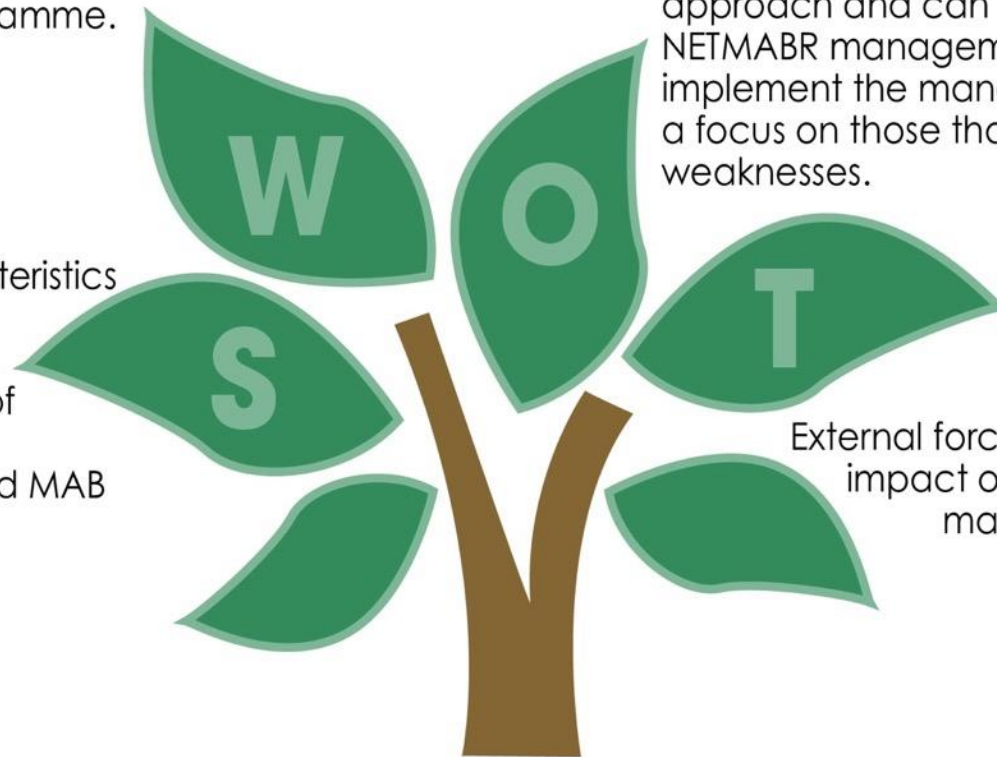 amme.
approach and can
NETMABR managem
implement the man
a focus on those tha
weaknesses.
W
O
T
S
teristics
of
d MAB
External forc
impact o
ma